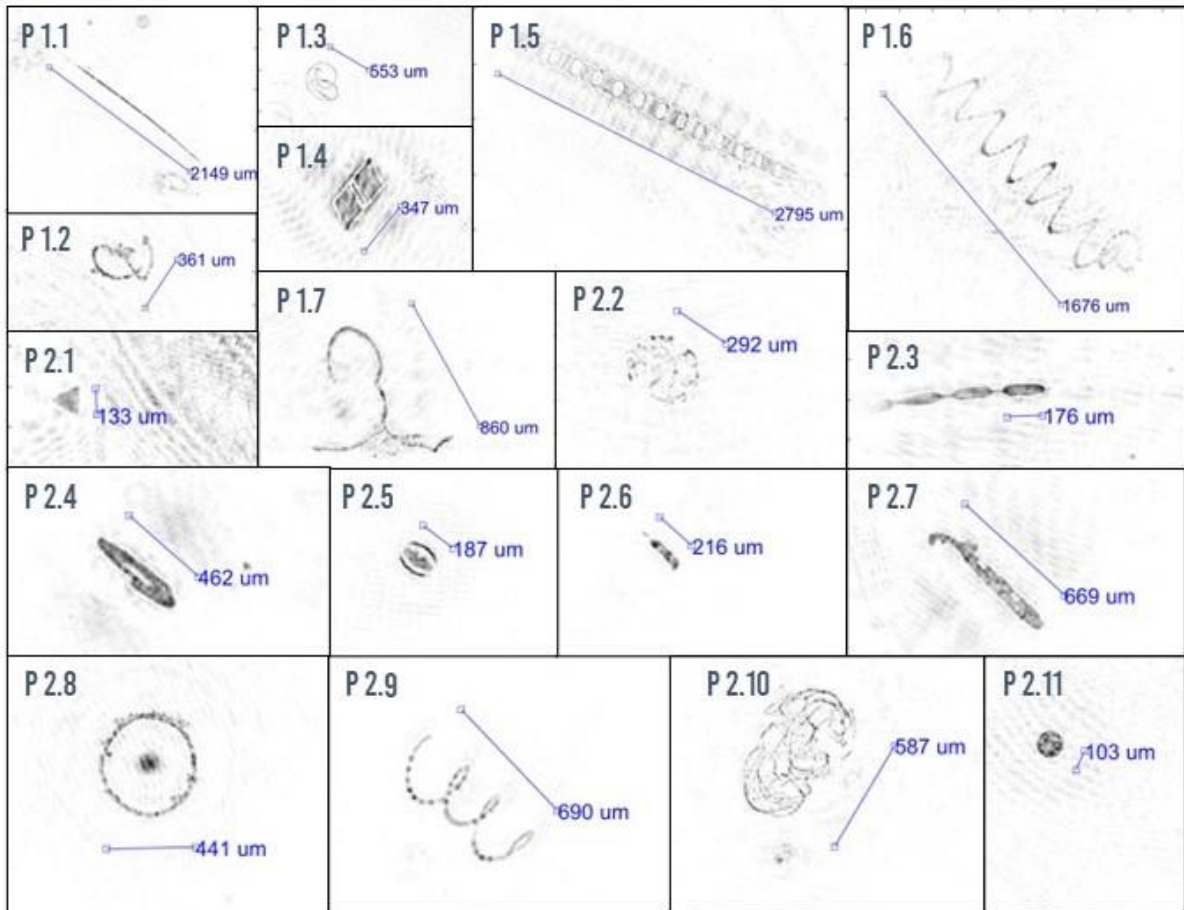 P 1.1
2149 um
P 1.3
553 um
P 1.5
2795 um
P 1.6
1676 um
P 1.4
347 um
P 1.2
361 um
P 1.7
860 um
P 2.2
292 um
P 2.1
133 um
P 2.3
176 um
P 2.4
462 um
P 2.5
187 um
P 2.6
216 um
P 2.7
669 um
P 2.8
441 um
P 2.9
690 um
P 2.10
587 um
P 2.11
103 um